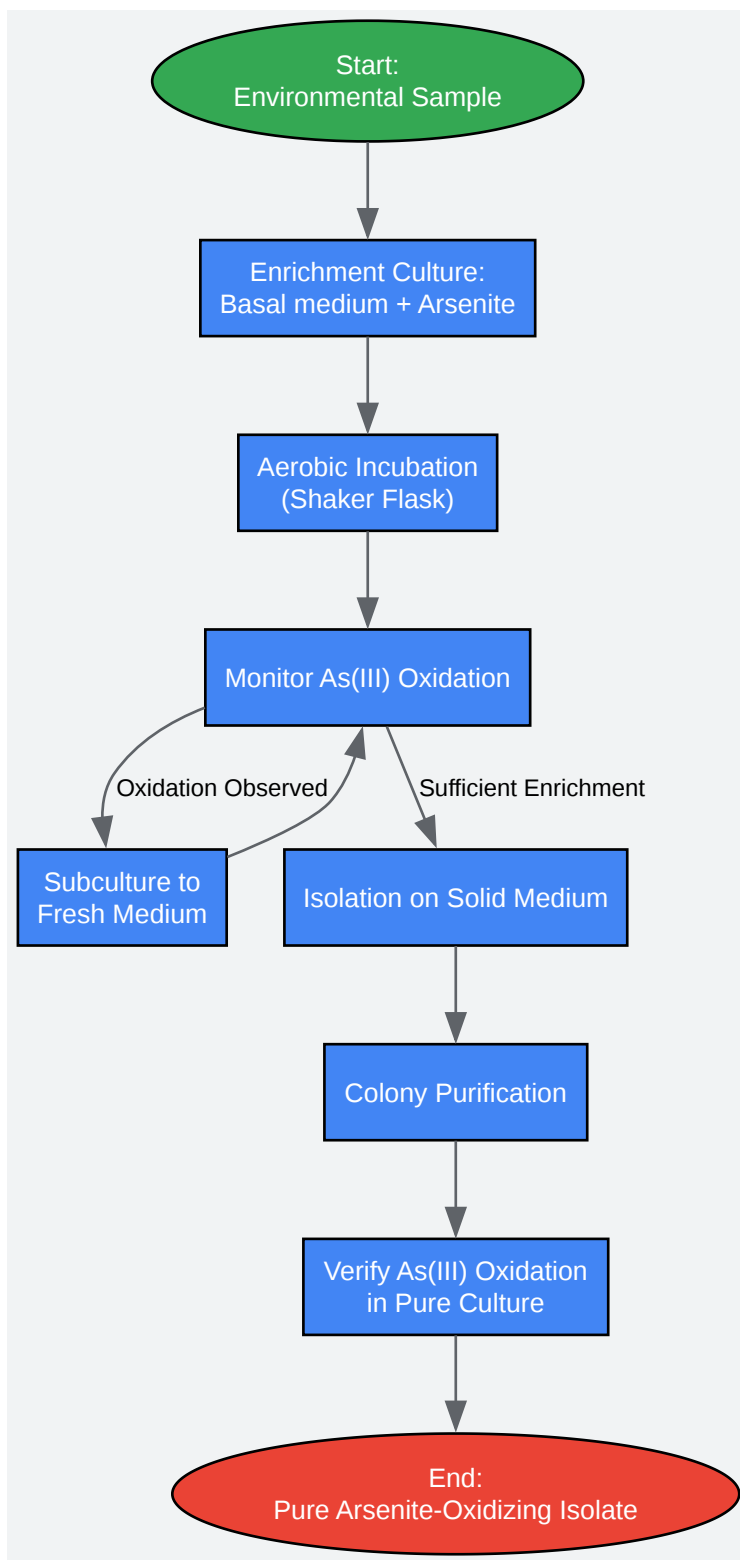 Start:
Environmental Sample
Enrichment Culture:
Basal medium + Arsenite
Aerobic Incubation
(Shaker Flask)
Monitor As(III) Oxidation
Oxidation Observed
Sufficient Enrichment
Subculture to
Fresh Medium
Isolation on Solid Medium
Colony Purification
Verify As(III) Oxidation
in Pure Culture
End:
Pure Arsenite-Oxidizing Isolate